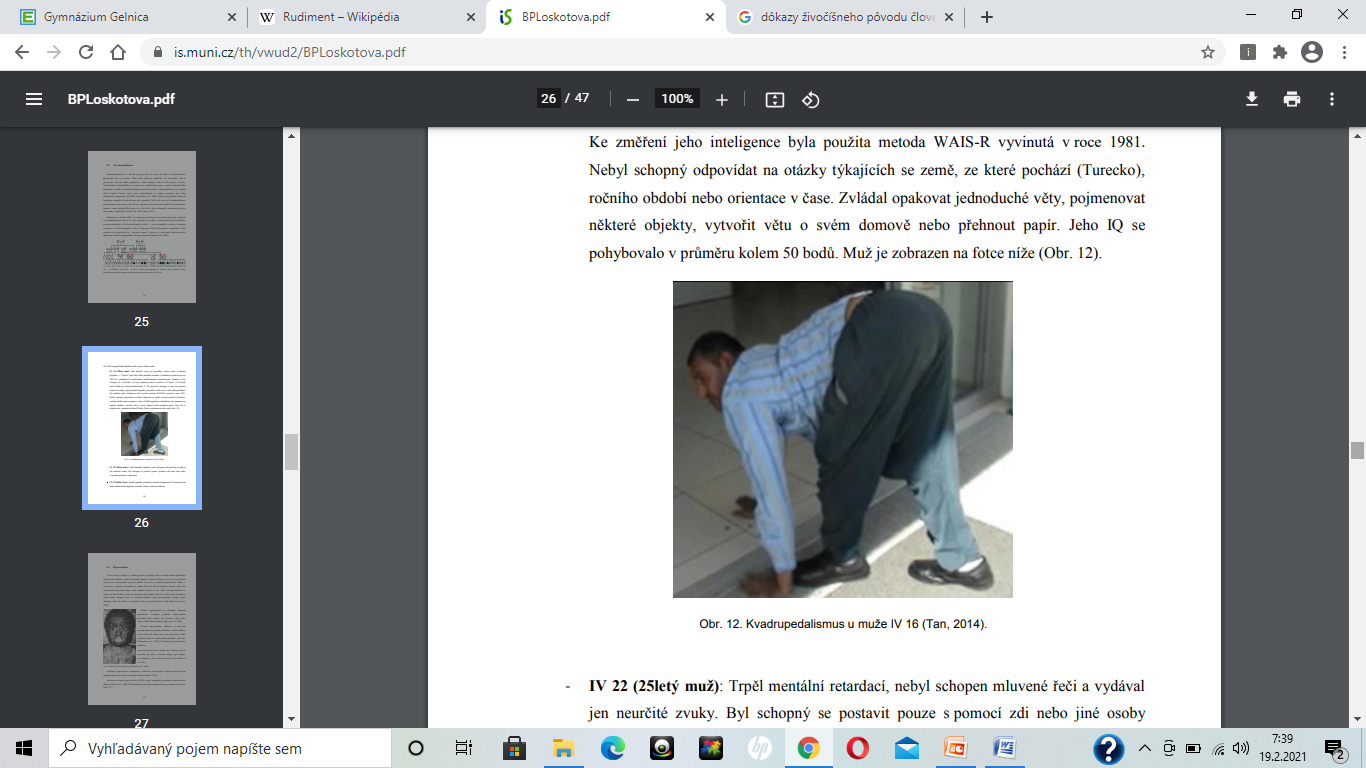 Gymnázium Gelnica
Rudiment – Wikipédia
BPLoskotova.pdf
dôkazy živočíšneho pôvodu člove
is.muni.cz/th/vwud2/BPLoskotova.pdf
BPLoskotova.pdf
26 / 47
100%
Ke změření jeho inteligence byla použita metoda WAIS-R vyvinutá v roce 1981.
Nebyl schopný odpovídat na otázky týkajících se země, ze které pochází (Turecko),
ročního období nebo orientace v čase. Zvládal opakovat jednoduché věty, pojmenovat
některé objekty, vytvořit větu o svém domově nebo přehnout papír. Jeho IQ se
pohybovalo v průměru kolem 50 bodů. Muž je zobrazen na fotce níže (Obr. 12).
Obr. 12. Kvadrupedalismus u muže IV 16 (Tan, 2014).
- IV 22 (25letý muž): Trpěl mentální retardací, nebyl schopen mluvené řeči a vydával
jen neurčité zvuky. Byl schopný se postavit pouze s pomocí zdi nebo jiné osoby
25
26
27
Vyhľadávaný pojem napíšte sem
hp
7:39
19.2.2021
2